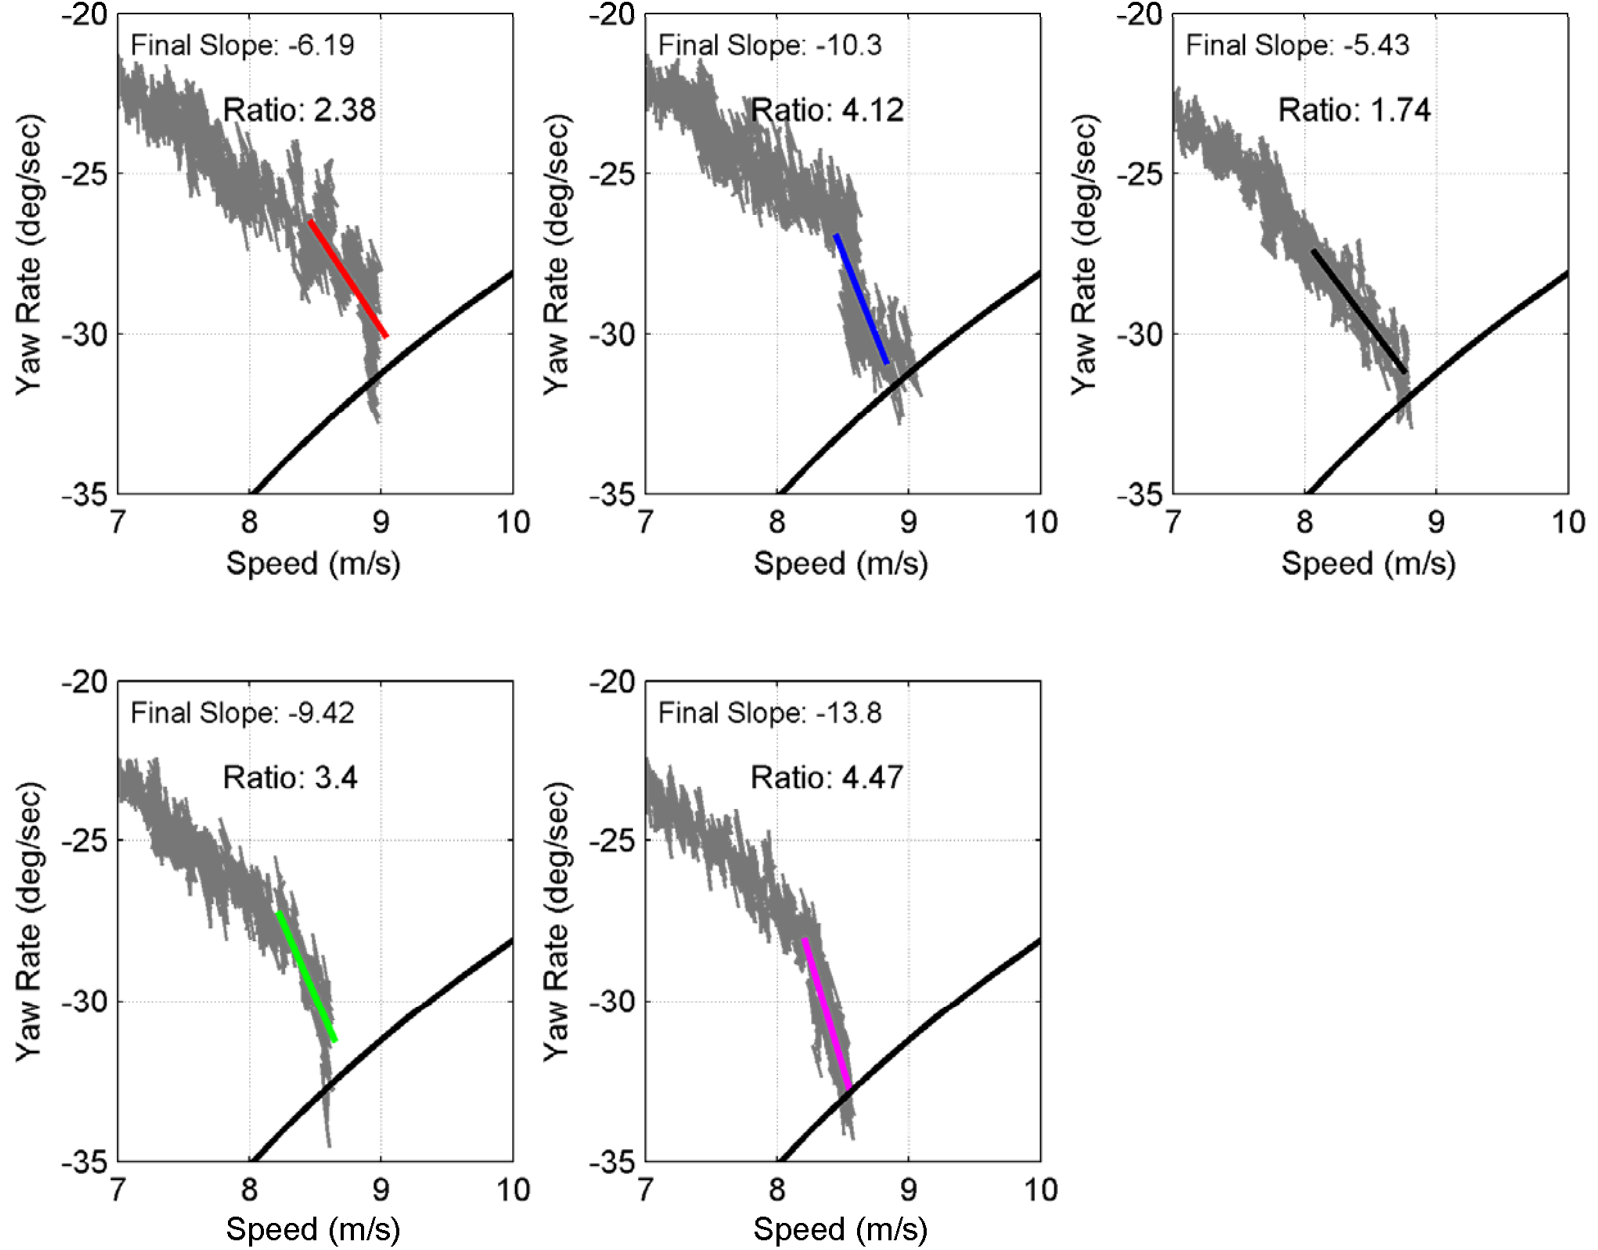 -20
-25
-30
-35
Yaw Rate (deg/sec)
Final Slope: -6.19
Ratio: 2.38
7 8 9 10
Speed (m/s)
-20
-25
-30
-35
Yaw Rate (deg/sec)
Final Slope: -10.3
Ratio: 4.12
7 8 9 10
Speed (m/s)
-20
-25
-30
-35
Yaw Rate (deg/sec)
Final Slope: -5.43
Ratio: 1.74
7 8 9 10
Speed (m/s)
-20
-25
-30
-35
Yaw Rate (deg/sec)
Final Slope: -9.42
Ratio: 3.4
7 8 9 10
Speed (m/s)
-20
-25
-30
-35
Yaw Rate (deg/sec)
Final Slope: -13.8
Ratio: 4.47
7 8 9 10
Speed (m/s)